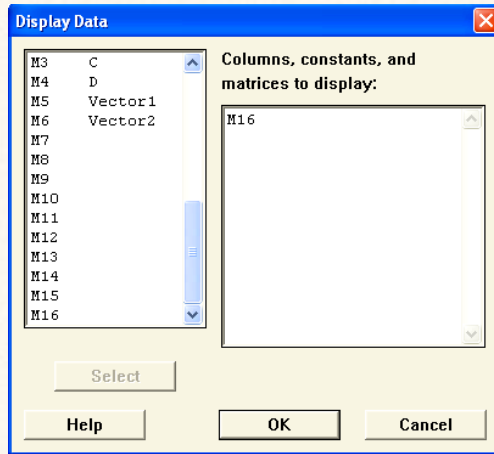 Display Data
M3 C
M4 D
M5 Vector1
M6 Vector2
M7
M8
M9
M10
M11
M12
M13
M14
M15
M16
Columns, constants, and
matrices to display:
M16
Select
Help OK Cancel